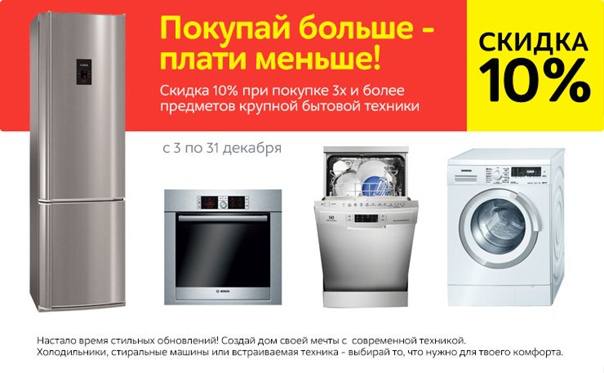 Покупай больше -
плати меньше!
Скидка 10% при покупке 3х и более
предметов крупной бытовой техники
СКИДКА
10%
с 3 по 31 декабря
BOSCH
Настало время стильных обновлений! Создай дом своей мечты с современной техникой.
Холодильники, стиральные машины или встраиваемая техника - выбирай то, что нужно для твоего комфорта.